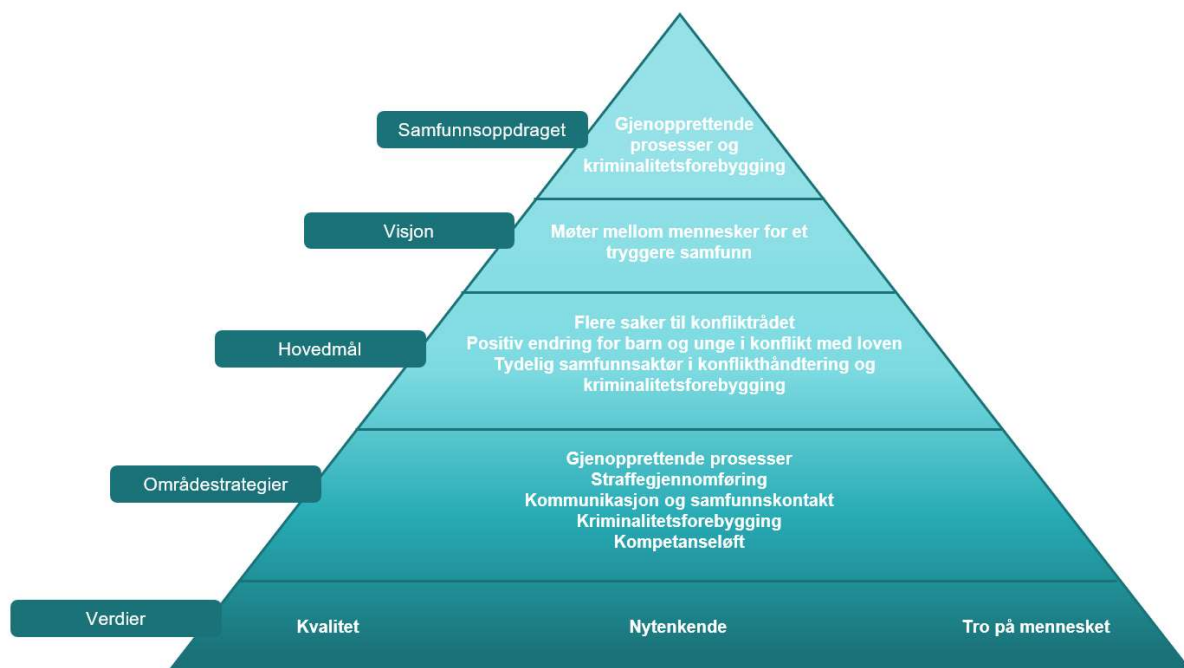 Samfunnsoppdraget
Gjenopprettende
prosesser og
kriminalitetsforebygging
Visjon
Møter mellom mennesker for et
tryggere samfunn
Hovedmål
Flere saker til konfliktrådet
Positiv endring for barn og unge i konflikt med loven
Tydelig samfunnsaktør i konflikthåndtering og
kriminalitetsforebygging
Områdestrategier
Gjenopprettende prosesser
Straffegjennomføring
Kommunikasjon og samfunnskontakt
Kriminalitetsforebygging
Kompetanseløft
Verdier
Kvalitet
Nytenkende
Tro på mennesket